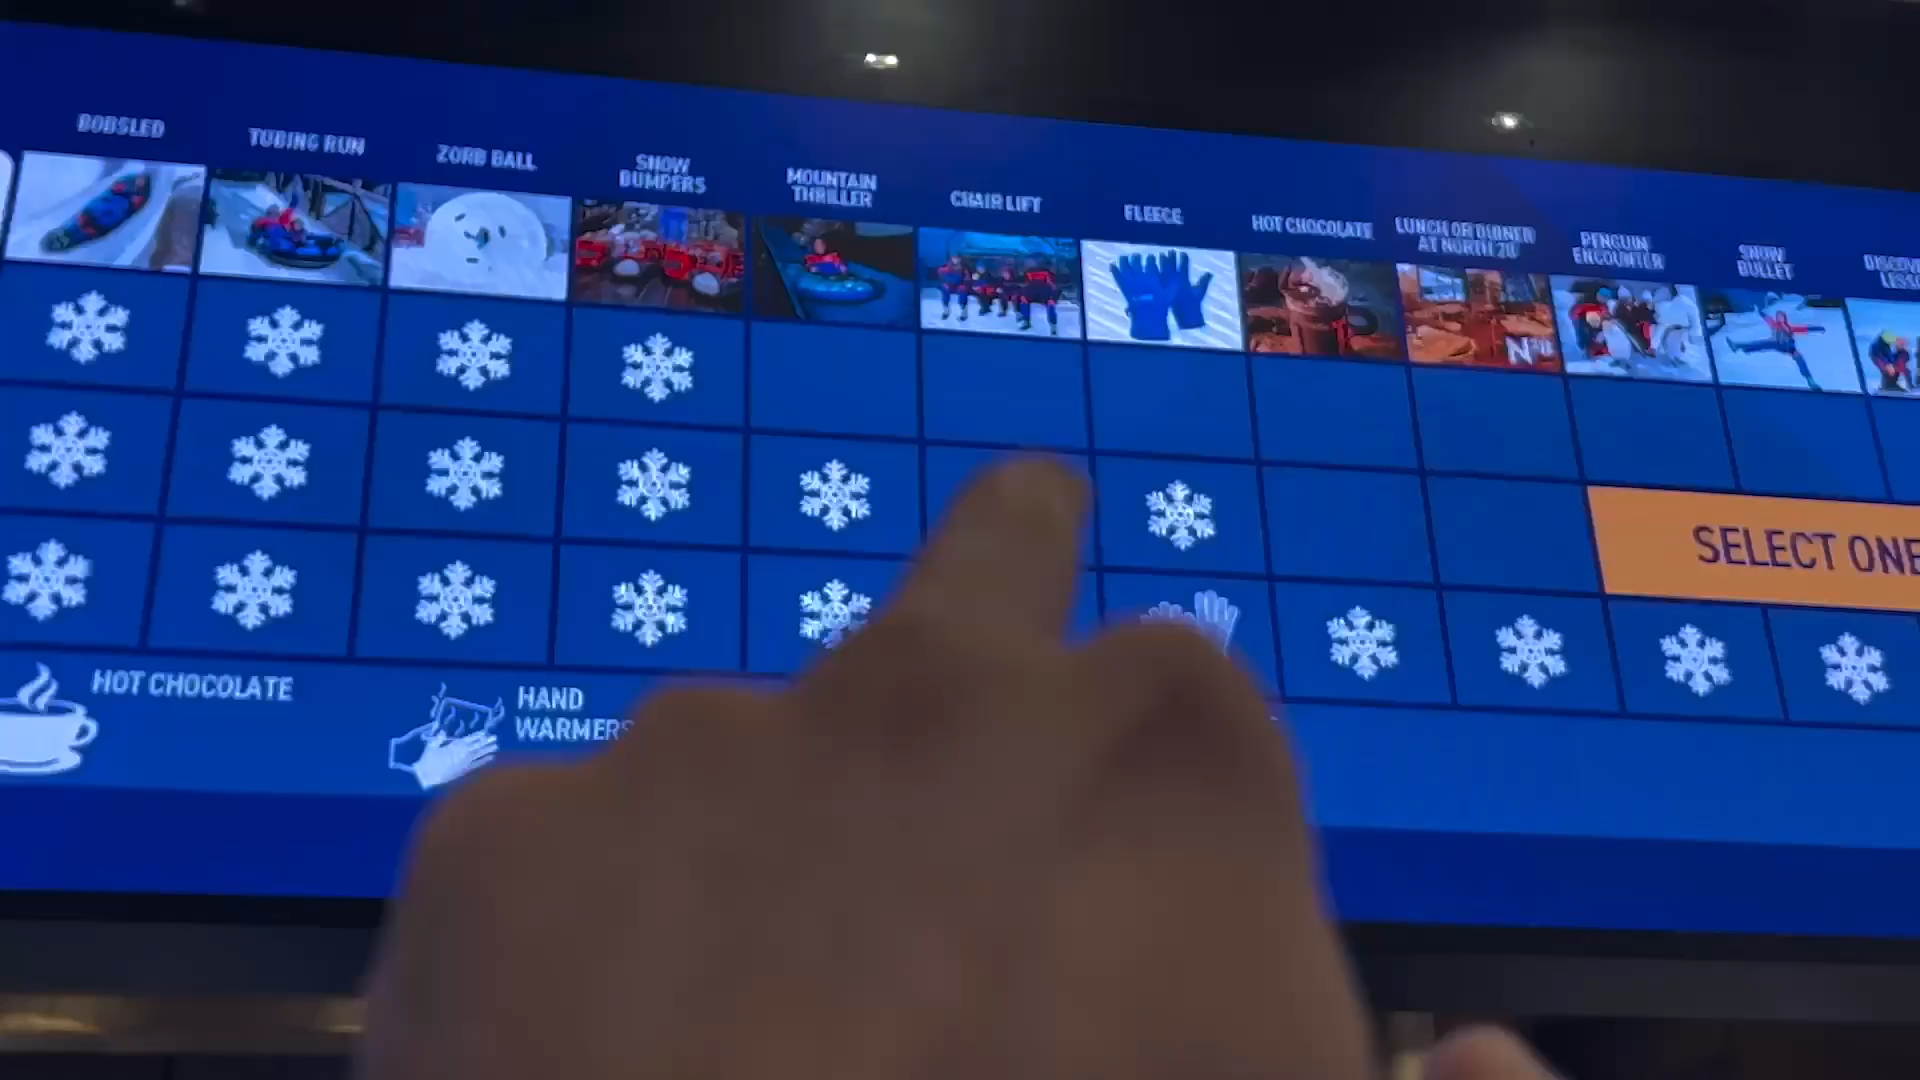 BOBSLED
TUBING RUN
ZORB BALL
SNOW
BUMPERS
MOUNTAIN
THRILLER
CHAIR LIFT
FLEECE
HOT CHOCOLATE
LUNCH OR DINNER
AT NORTH 28
PENGUIN
ENCOUNTER
SNOW
BULLET
SELECT ONE
HOT CHOCOLATE
HAND
WARMERS